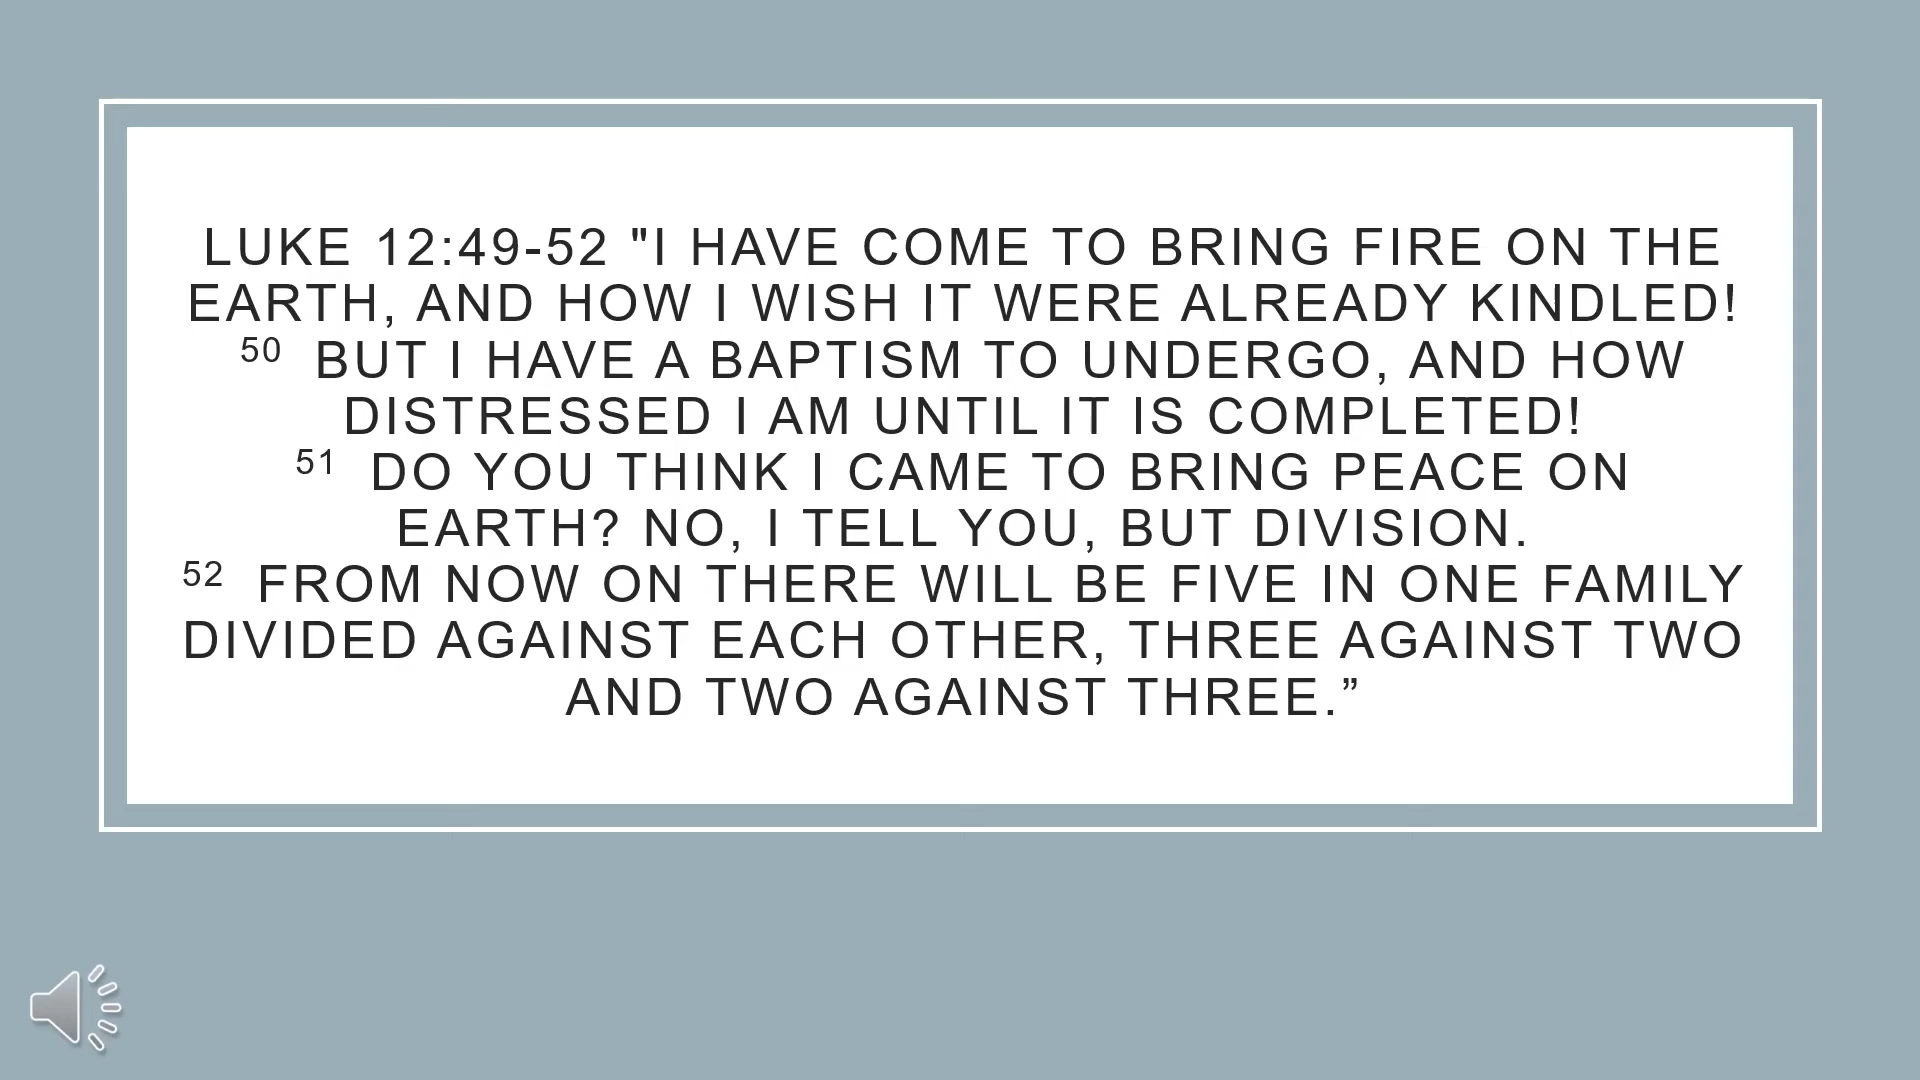 LUKE 12:49-52 "I HAVE COME TO BRING FIRE ON THE
EARTH, AND HOW I WISH IT WERE ALREADY KINDLED!
50 BUT I HAVE A BAPTISM TO UNDERGO, AND HOW
DISTRESSED I AM UNTIL IT IS COMPLETED!
51 DO YOU THINK I CAME TO BRING PEACE ON
EARTH? NO, I TELL YOU, BUT DIVISION.
52 FROM NOW ON THERE WILL BE FIVE IN ONE FAMILY
DIVIDED AGAINST EACH OTHER, THREE AGAINST TWO
AND TWO AGAINST THREE.”